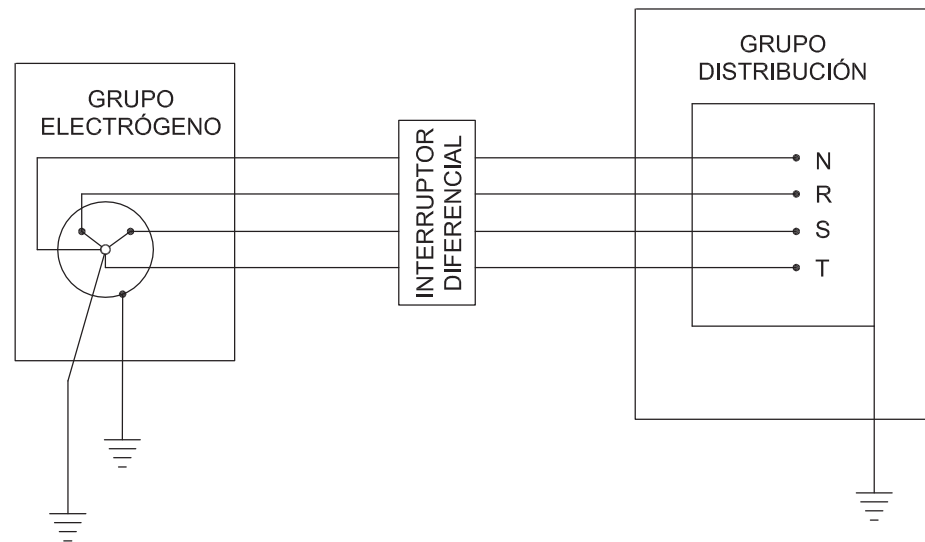 GRUPO
ELECTRÓGENO
INTERRUPTOR
DIFERENCIAL
GRUPO
DISTRIBUCIÓN
N
R
S
T